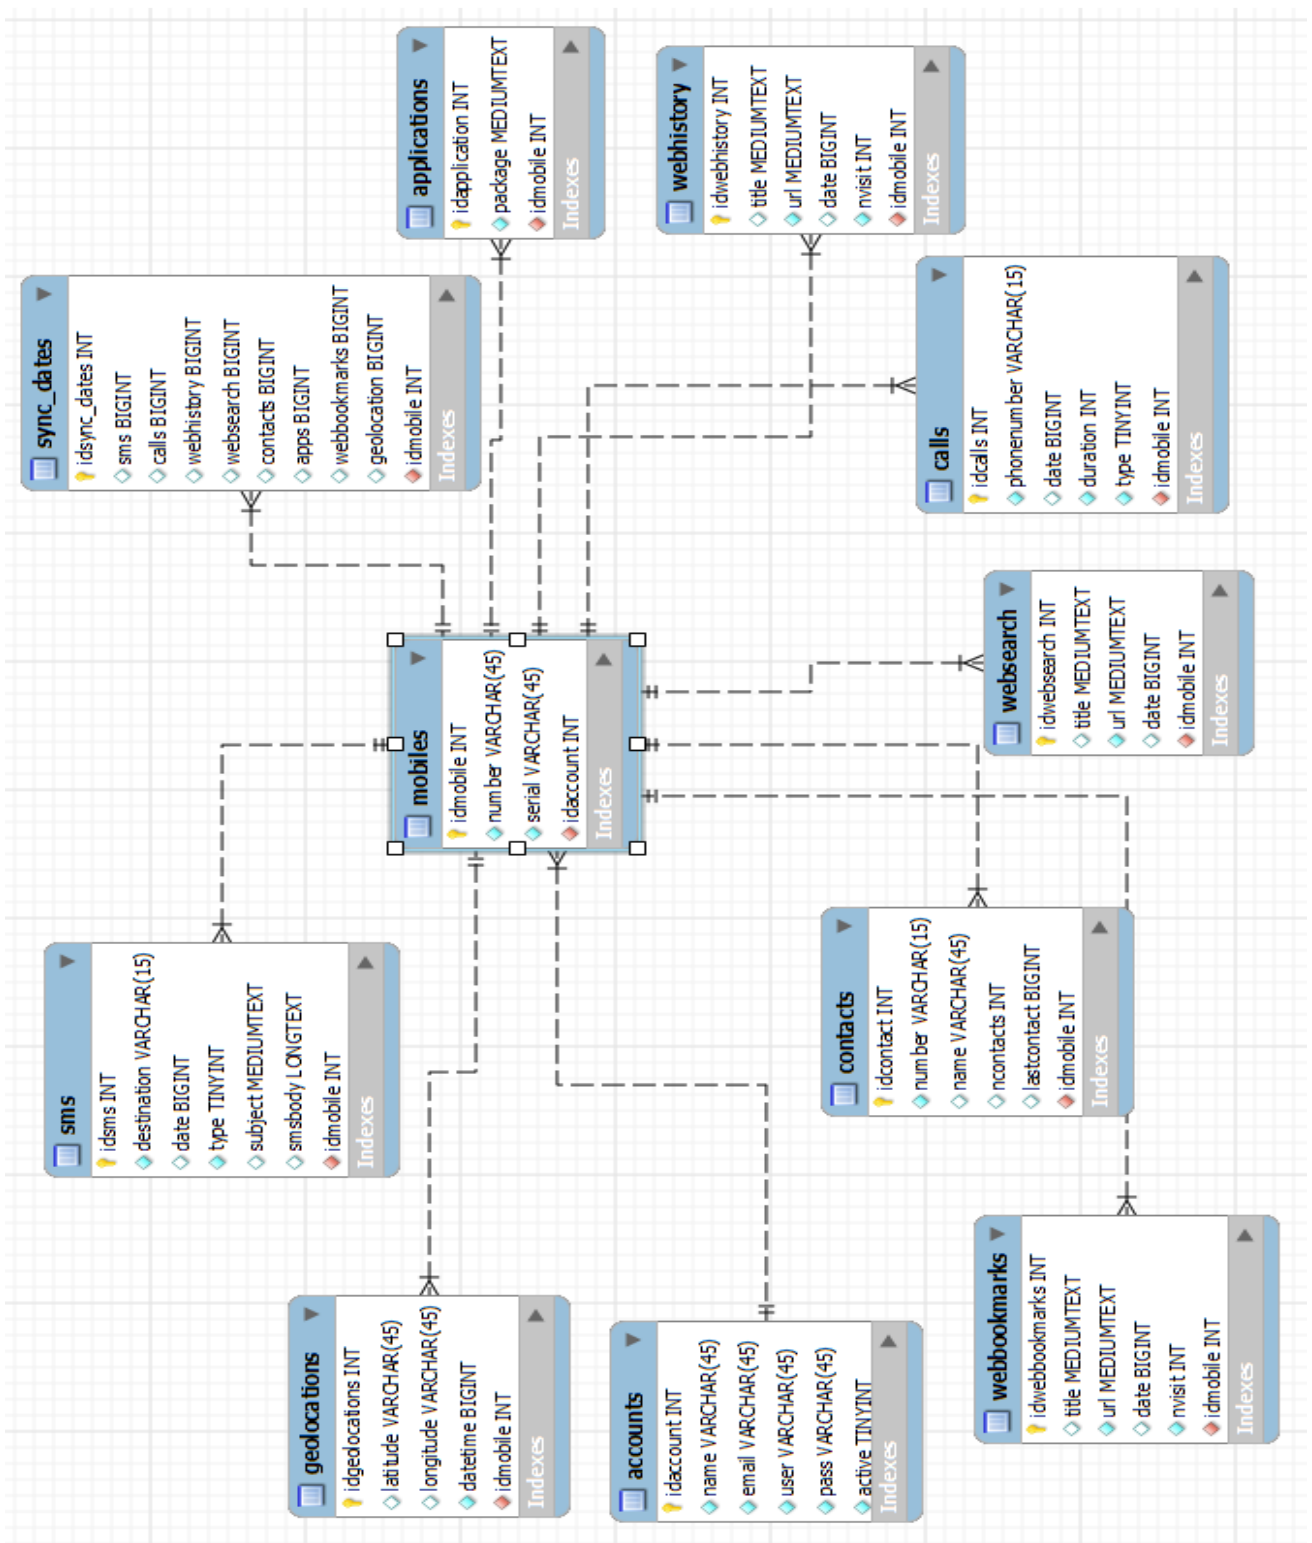 sms
idsms INT
destination VARCHAR(15)
date BIGINT
type TINYINT
subject MEDIUMTEXT
smsbody LONGTEXT
idmobile INT
Indexes
sync_dates
idsync_dates INT
sms BIGINT
calls BIGINT
webhistory BIGINT
websearch BIGINT
contacts BIGINT
apps BIGINT
webbookmarks BIGINT
geolocation BIGINT
idmobile INT
Indexes
geolocations
idgeolocations INT
latitude VARCHAR(45)
longitude VARCHAR(45)
datetime BIGINT
idmobile INT
Indexes
mobiles
idmobile INT
number VARCHAR(45)
serial VARCHAR(45)
idaccount INT
Indexes
applications
idapplication INT
package MEDIUMTEXT
idmobile INT
Indexes
accounts
idaccount INT
name VARCHAR(45)
email VARCHAR(45)
user VARCHAR(45)
pass VARCHAR(45)
active TINYINT
Indexes
webhistory
idwebhistory INT
title MEDIUMTEXT
url MEDIUMTEXT
date BIGINT
nvisit INT
idmobile INT
Indexes
contacts
idcontact INT
number VARCHAR(15)
name VARCHAR(45)
ncontacts INT
lastcontact BIGINT
idmobile INT
Indexes
calls
idcalls INT
phonenumber VARCHAR(15)
date BIGINT
duration INT
type TINYINT
idmobile INT
Indexes
webbookmarks
idwebbookmarks INT
title MEDIUMTEXT
url MEDIUMTEXT
date BIGINT
nvisit INT
idmobile INT
Indexes
websearch
idwebsearch INT
title MEDIUMTEXT
url MEDIUMTEXT
date BIGINT
idmobile INT
Indexes